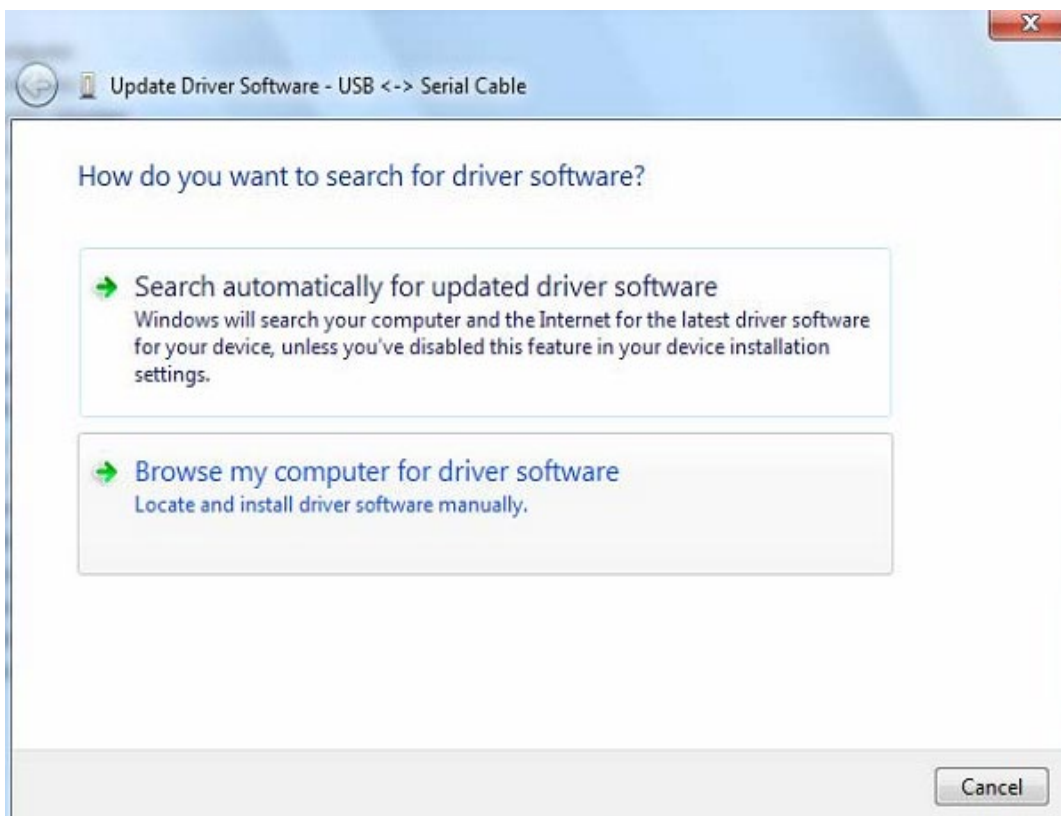 Update Driver Software - USB <-> Serial Cable
How do you want to search for driver software?
Search automatically for updated driver software
Windows will search your computer and the Internet for the latest driver software
for your device, unless you've disabled this feature in your device installation
settings.
Browse my computer for driver software
Locate and install driver software manually.
Cancel